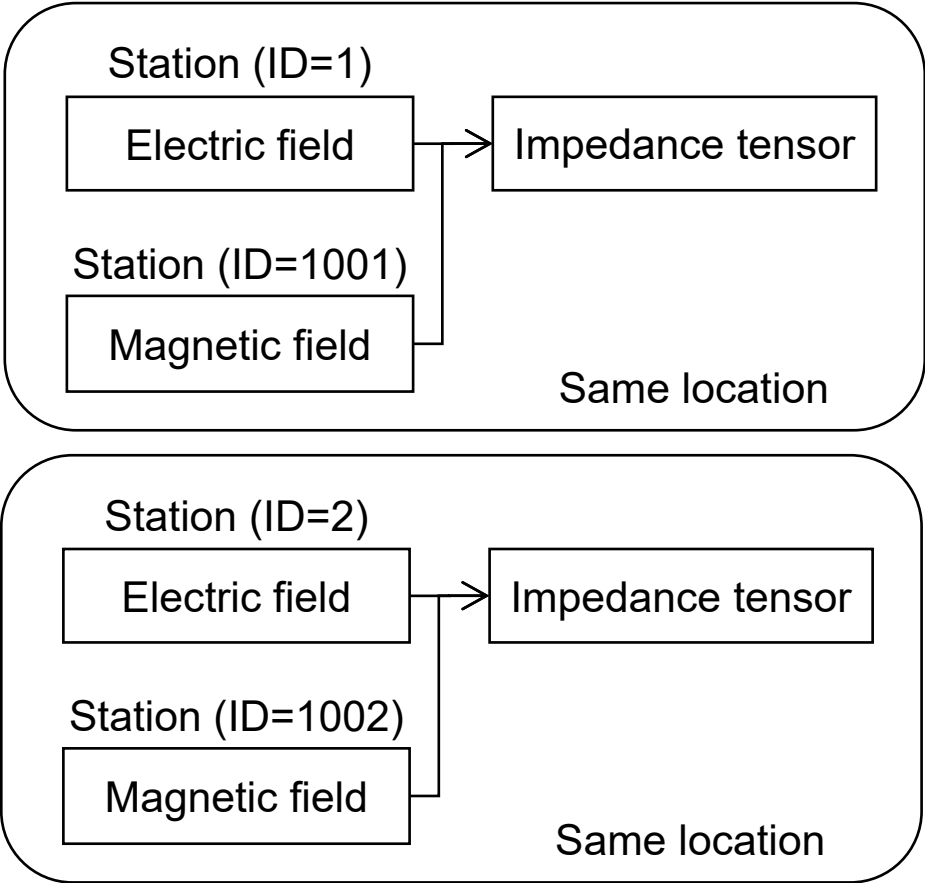 Station (ID=1)
Electric field
Impedance tensor
Station (ID=1001)
Magnetic field
Same location
Station (ID=2)
Electric field
Impedance tensor
Station (ID=1002)
Magnetic field
Same location